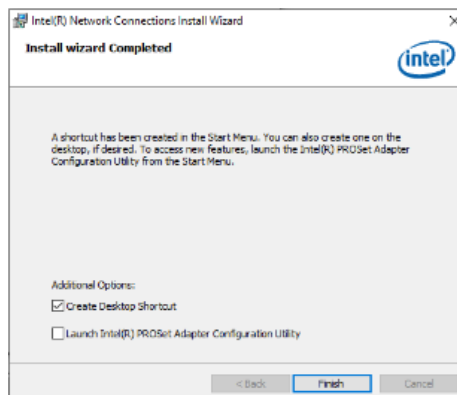 Intel(R) Network Connections Install Wizard
Install wizard Completed
intel
A shortcut has been created in the Start Menu. You can also create one on the
desktop, if desired. To access new features, launch the Intel(R) PROSet Adapter
Configuration Utility from the Start Menu.
Additional Options:
Create Desktop Shortcut
Launch Intel(R) PROSet Adapter Configuration Utility
< Back Finish Cancel